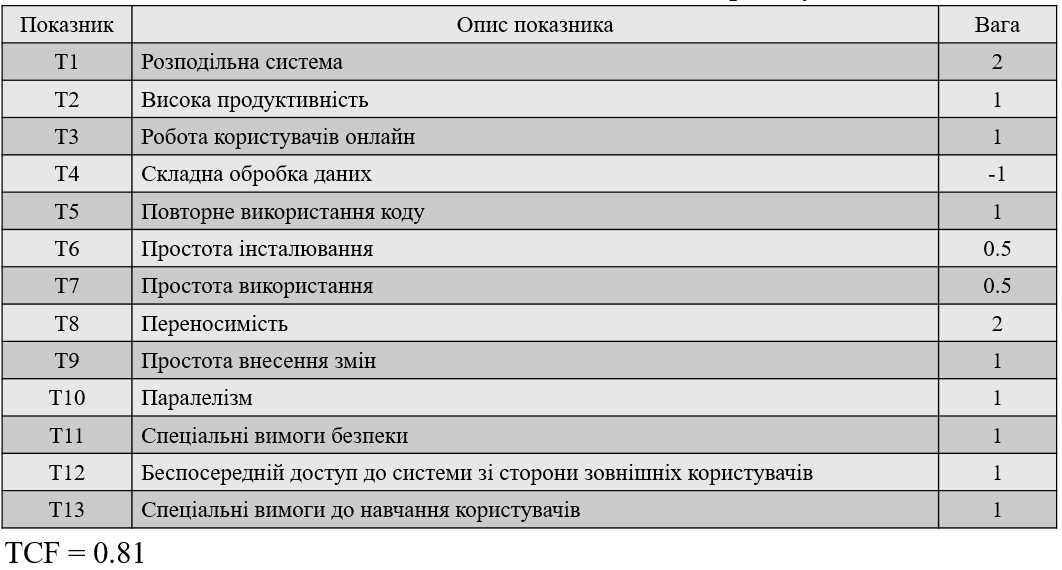 Показник Опис показника Вага
T1 Розподільна система 2
T2 Висока продуктивність 1
T3 Робота користувачів онлайн 1
T4 Складна обробка даних -1
T5 Повторне використання коду 1
T6 Простота інсталювання 0.5
T7 Простота використання 0.5
T8 Переносимість 2
T9 Простота внесення змін 1
T10 Паралелізм 1
T11 Спеціальні вимоги безпеки 1
T12 Беспосередній доступ до системи зі сторони зовнішніх користувачів 1
T13 Спеціальні вимоги до навчання користувачів 1
TCF = 0.81